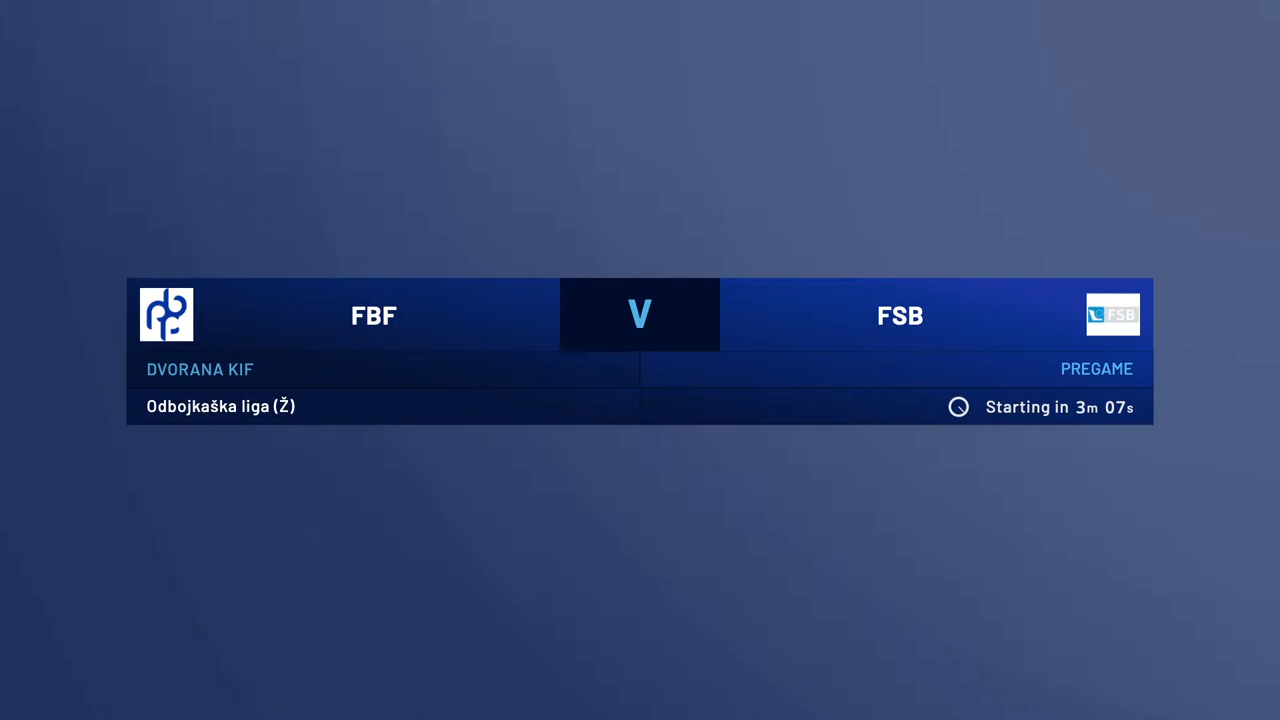 FBF V FSB FSB
DVORANA KIF PREGAME
Odbojkaška liga (Ž) Starting in 3m 07s